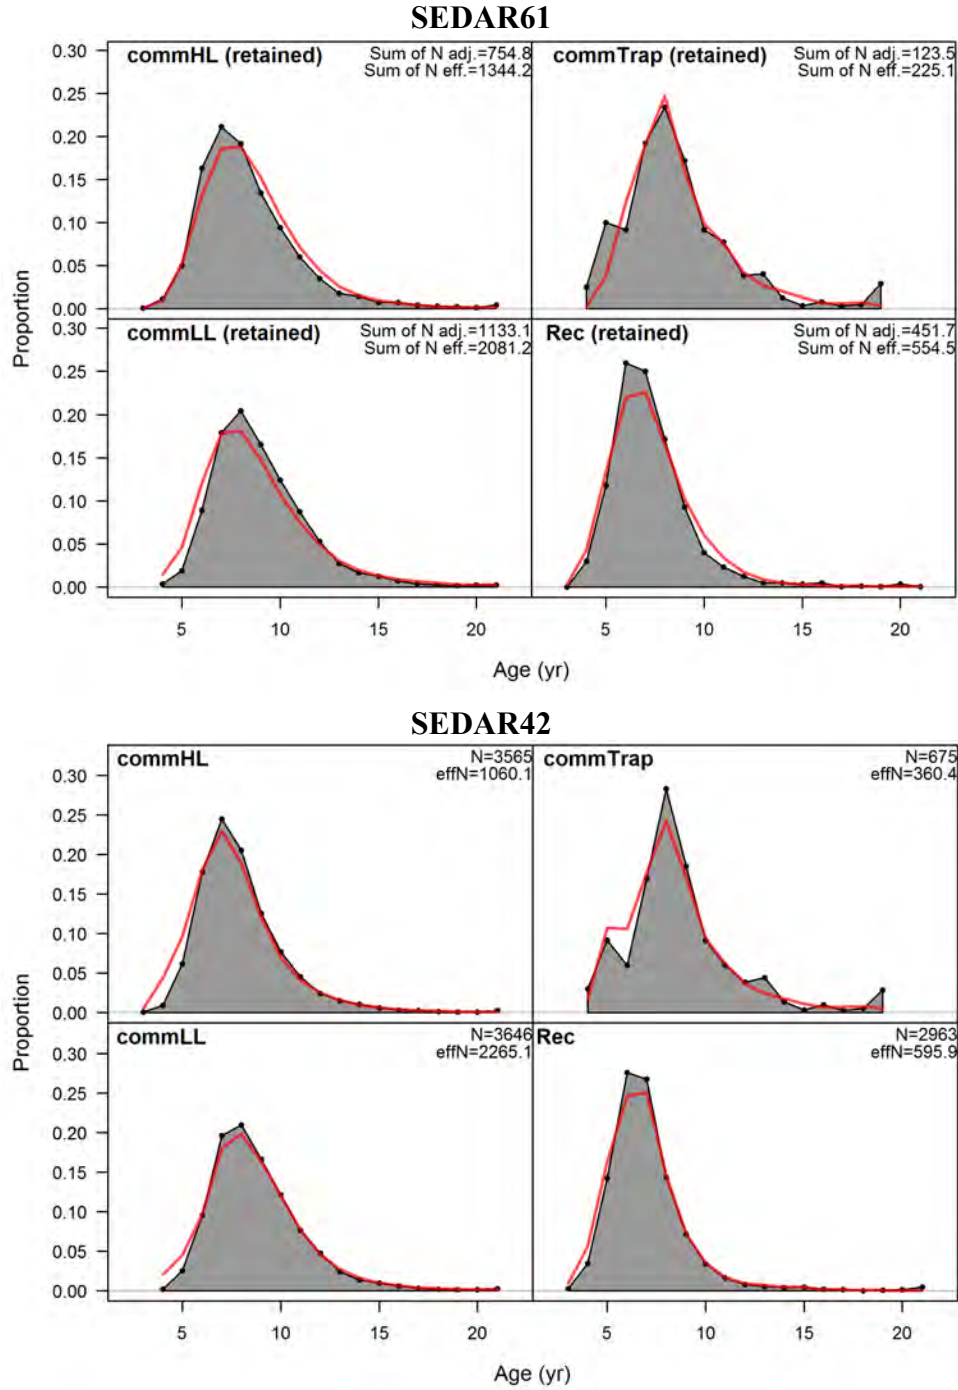 SEDAR61
commHL (retained)
Sum of N adj.=754.8
Sum of N eff.=1344.2
commTrap (retained)
Sum of N adj.=123.5
Sum of N eff.=225.1
0.30
0.25
0.20
0.15
0.10
0.05
0.00
commLL (retained)
Sum of N adj.=1133.1
Sum of N eff.=2081.2
Rec (retained)
Sum of N adj.=451.7
Sum of N eff.=554.5
0.30
0.25
0.20
0.15
0.10
0.05
0.00
Proportion
5 10 15 20 5 10 15 20
Age (yr)
SEDAR42
commHL
N=3565
effN=1060.1
commTrap
N=675
effN=360.4
0.30
0.25
0.20
0.15
0.10
0.05
0.00
commLL
N=3646
effN=2265.1
Rec
N=2963
effN=595.9
0.30
0.25
0.20
0.15
0.10
0.05
0.00
Proportion
5 10 15 20 5 10 15 20
Age (yr)